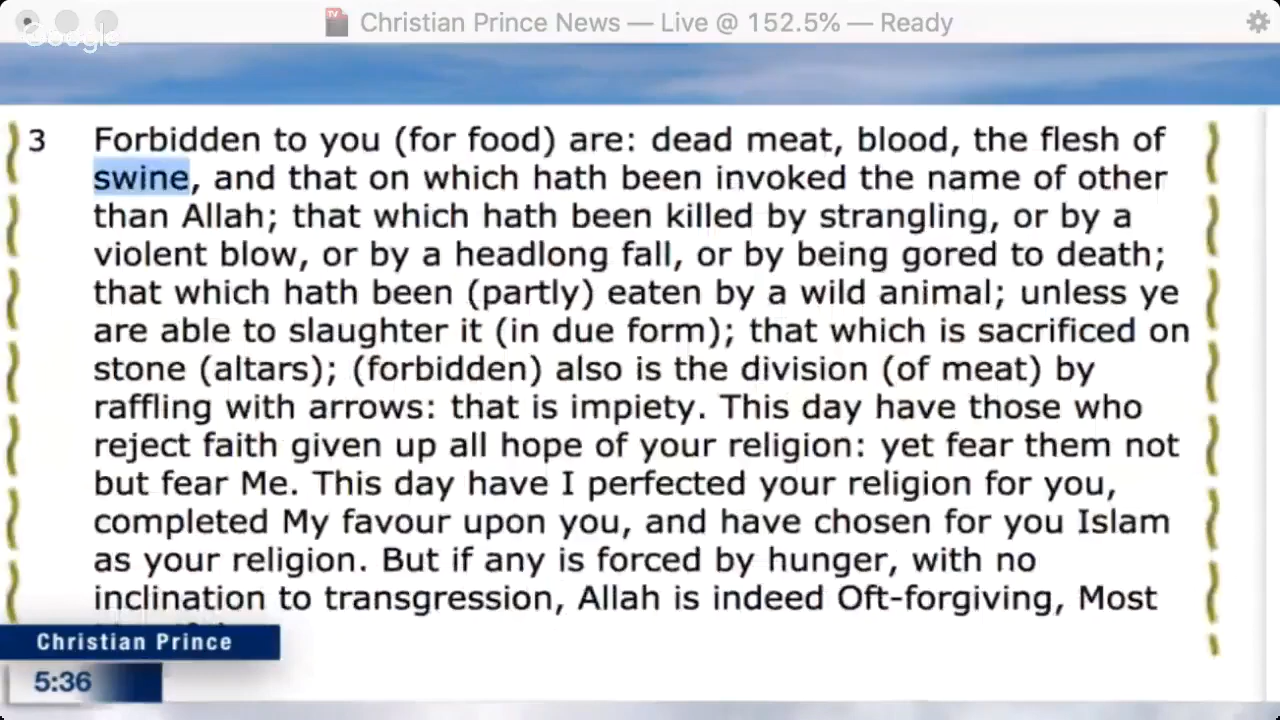 Christian Prince News — Live @ 152.5% — Ready
Google
3 Forbidden to you (for food) are: dead meat, blood, the flesh of
swine, and that on which hath been invoked the name of other
than Allah; that which hath been killed by strangling, or by a
violent blow, or by a headlong fall, or by being gored to death;
that which hath been (partly) eaten by a wild animal; unless ye
are able to slaughter it (in due form); that which is sacrificed on
stone (altars); (forbidden) also is the division (of meat) by
raffling with arrows: that is impiety. This day have those who
reject faith given up all hope of your religion: yet fear them not
but fear Me. This day have I perfected your religion for you,
completed My favour upon you, and have chosen for you Islam
as your religion. But if any is forced by hunger, with no
inclination to transgression, Allah is indeed Oft-forgiving, Most
Christian Prince
5:36